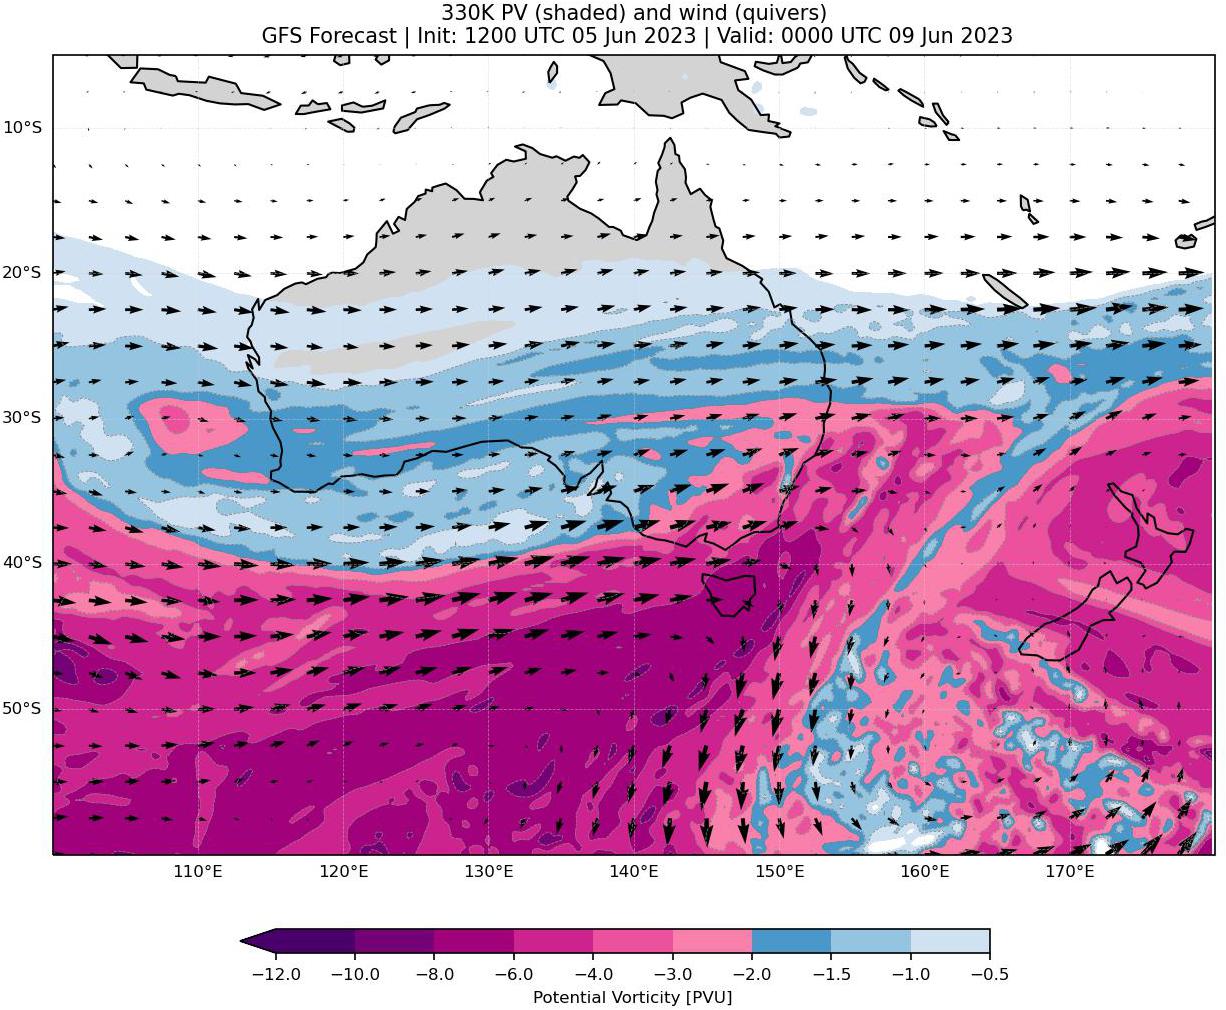 330K PV (shaded) and wind (quivers)
GFS Forecast | Init: 1200 UTC 05 Jun 2023 | Valid: 0000 UTC 09 Jun 2023
10°S
20°S
30°S
40°S
50°S
110°E 120°E 130°E 140°E 150°E 160°E 170°E
−12.0 −10.0 −8.0 −6.0 −4.0 −3.0 −2.0 −1.5 −1.0 −0.5
Potential Vorticity [PVU]